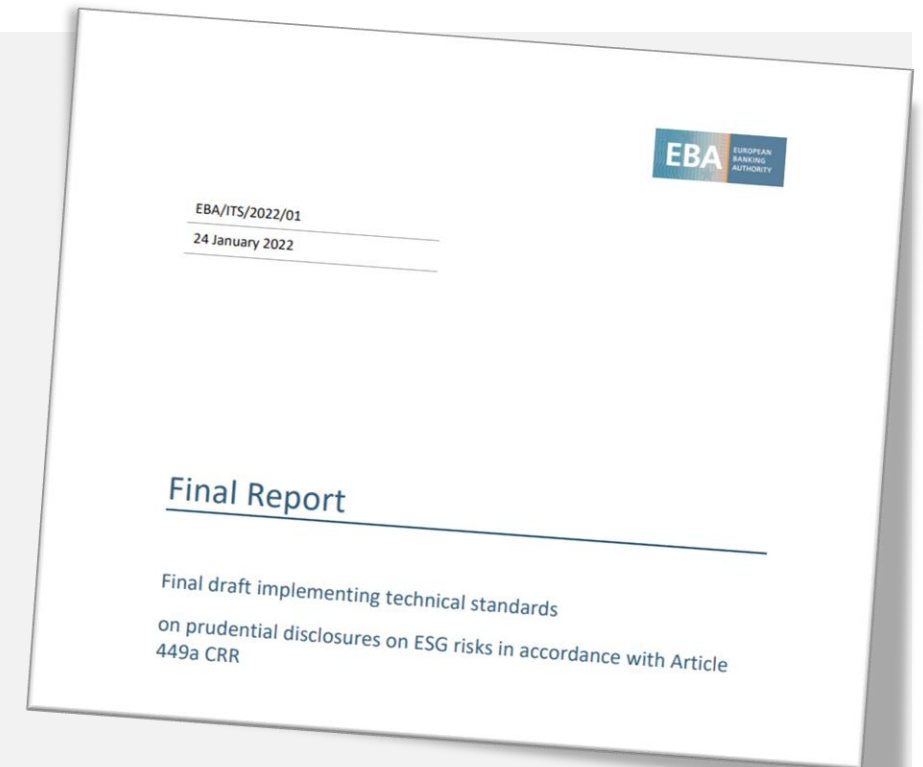 EBA
EUROPEAN
BANKING
AUTHORITY
EBA/ITS/2022/01
24 January 2022
Final Report
Final draft implementing technical standards
on prudential disclosures on ESG risks in accordance with Article
449a CRR